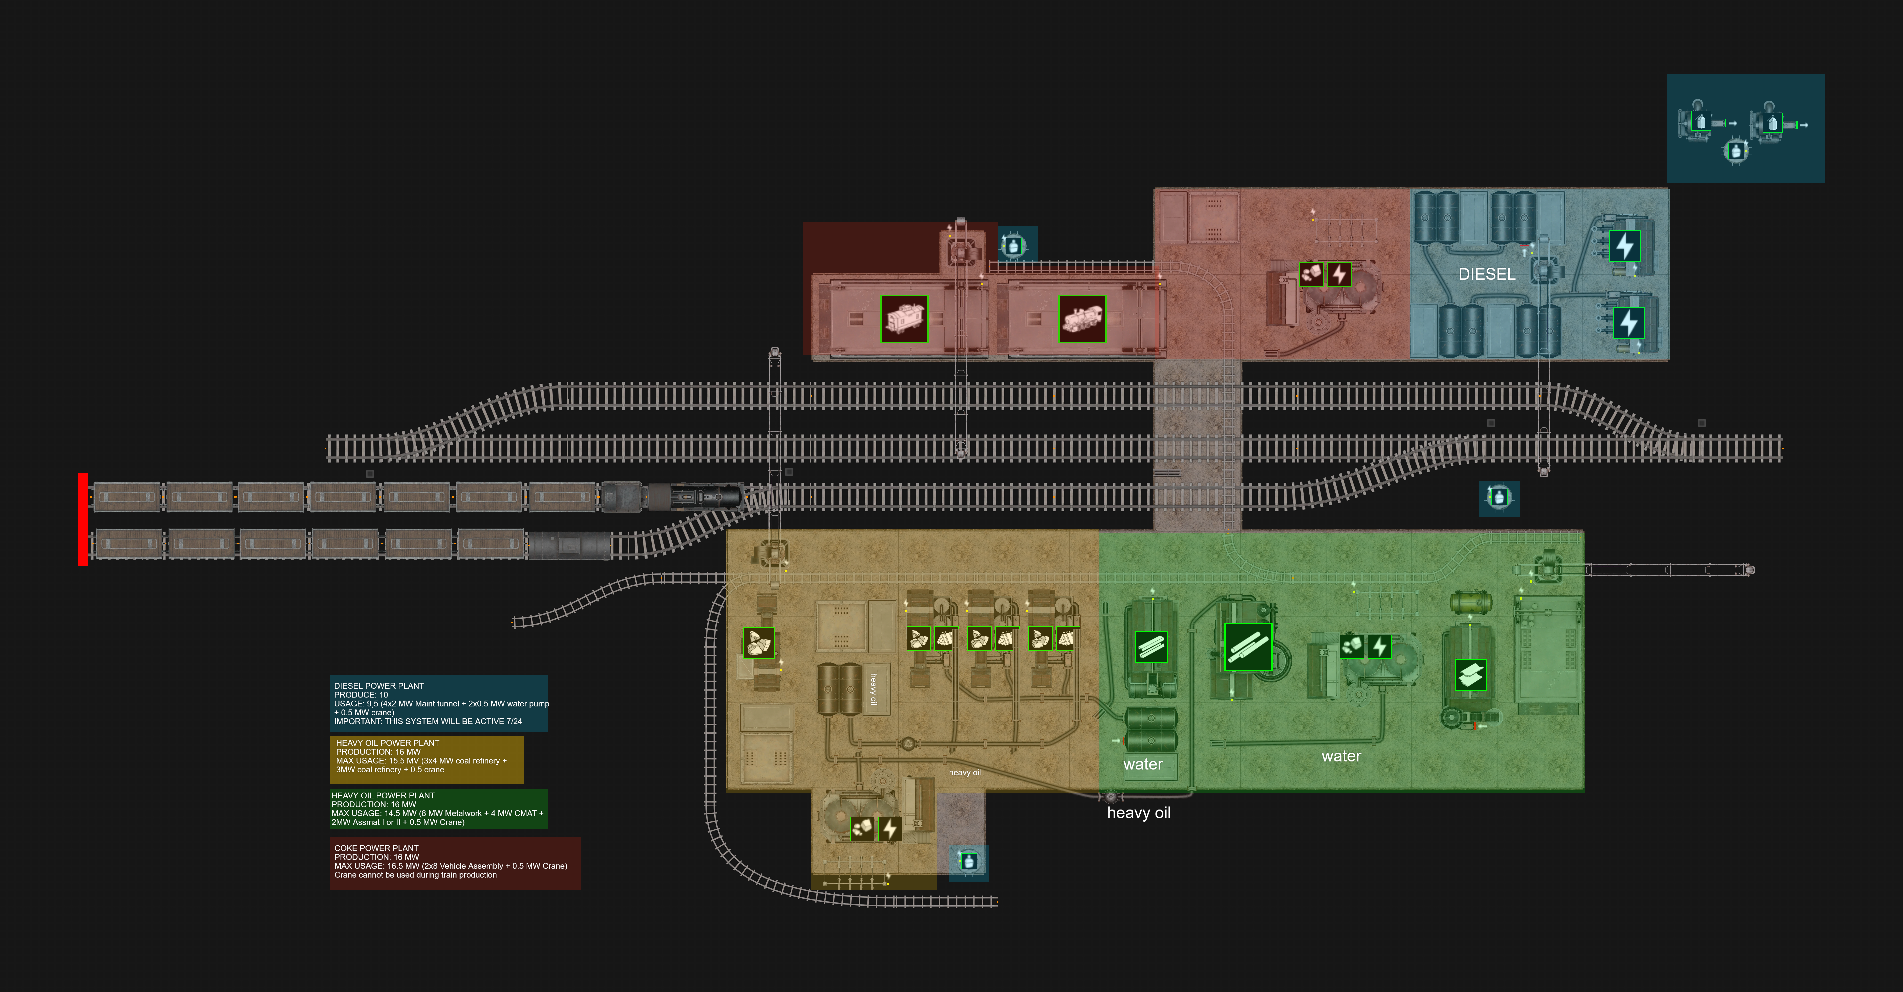 DIESEL
heavy oil
heavy oil
water
water
heavy oil
DIESEL POWER PLANT
PRODUCE: 10
USAGE: 9,5 (4x2 MW Maint tunnel + 2x0.5 MW water pump
+ 0.5 MW crane)
IMPORTANT: THIS SYSTEM WILL BE ACTIVE 7/24
HEAVY OIL POWER PLANT
PRODUCTION: 16 MW
MAX USAGE: 15.5 MV (3x4 MW coal refinery +
3MW coal refinery + 0.5 crane
HEAVY OIL POWER PLANT
PRODUCTION: 16 MW
MAX USAGE: 14.5 MW (8 MW Metalwork + 4 MW CMAT +
2MW Assmat I or II + 0.5 MW Crane)
COKE POWER PLANT
PRODUCTION: 16 MW
MAX USAGE: 16.5 MW (2x8 Vehicle Assembly + 0.5 MW Crane)
Crane cannot be used during train production